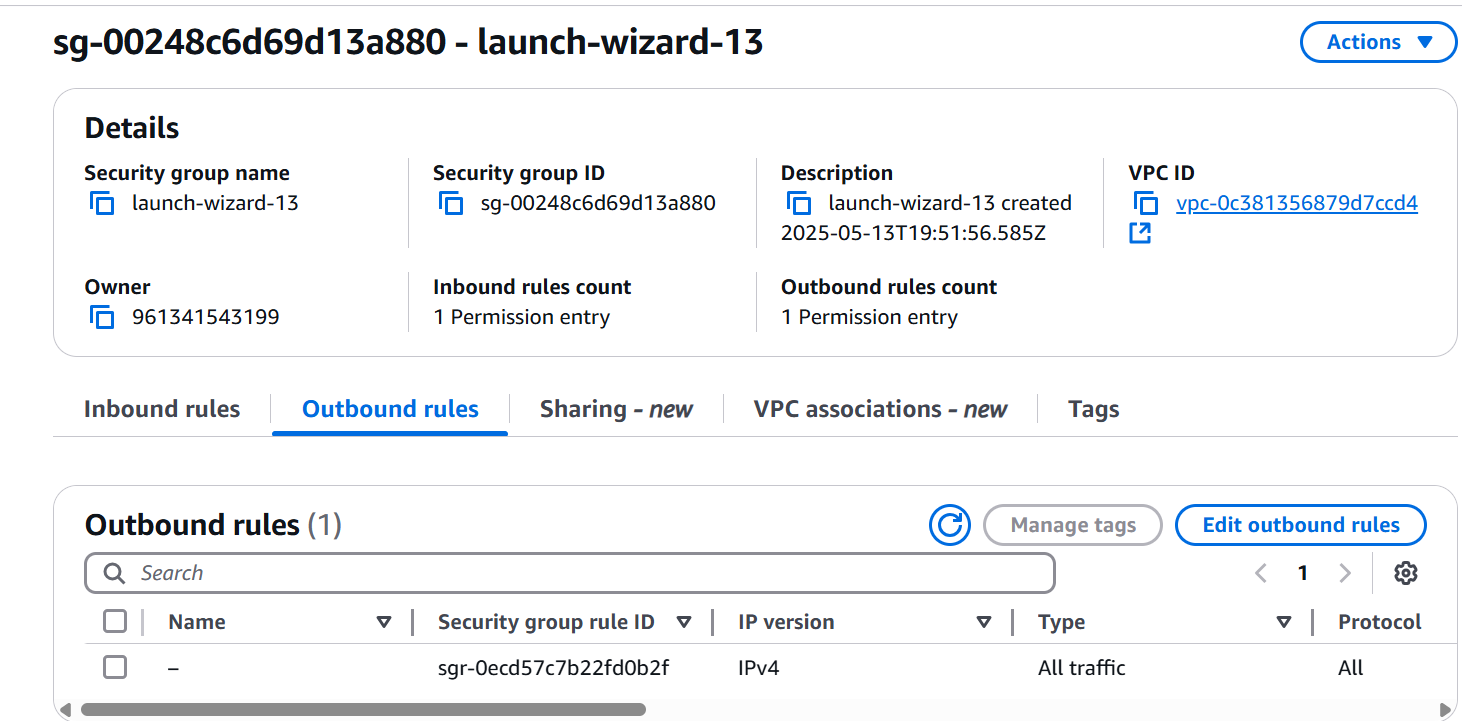 sg-00248c6d69d13a880 - launch-wizard-13
Actions
Details
Security group name
launch-wizard-13
Security group ID
sg-00248c6d69d13a880
Description
launch-wizard-13 created
2025-05-13T19:51:56.585Z
VPC ID
vpc-0c381356879d7ccd4
Owner
961341543199
Inbound rules count
1 Permission entry
Outbound rules count
1 Permission entry
Inbound rules
Outbound rules
Sharing - new
VPC associations - new
Tags
Outbound rules (1)
Manage tags
Edit outbound rules
Search
1
Name
Security group rule ID
IP version
Type
Protocol
–
sgr-0ecd57c7b22fd0b2f
IPv4
All traffic
All